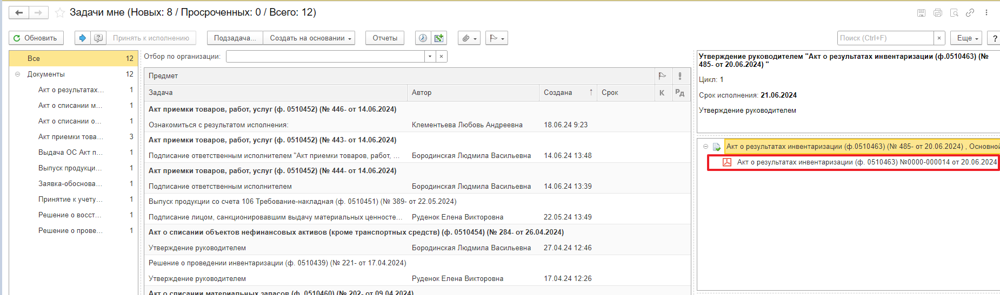 Задачи мне (Новых: 8 / Просроченных: 0 / Всего: 12)
Обновить
Принять к исполнению
Подзадача...
Создать на основании
Отчеты
Поиск (Ctrl+F)
×
Еще
?
Все 12
Документы 12
Акт о результатах... 1
Акт о списании м... 1
Акт о списании о... 1
Акт приемки това... 3
Выдача ОС Акт п... 1
Выпуск продукци... 1
Заявка-обоснова... 1
Принятие к учету... 1
Решение о восст... 1
Решение о прове... 1
Отбор по организации:
×
Предмет
Задача Автор Создана ↑ Срок К Рд
Акт приемки товаров, работ, услуг (ф. 0510452) (№ 446- от 14.06.2024)
Ознакомиться с результатом исполнения: Клементьева Любовь Андреевна 18.06.24 9:23
Акт приемки товаров, работ, услуг (ф. 0510452) (№ 443- от 14.06.2024)
Подписание ответственным исполнителем "Акт приемки товаров, работ, ... Бородинская Людмила Васильевна 14.06.24 13:48
Акт приемки товаров, работ, услуг (ф. 0510452) (№ 444- от 14.06.2024)
Подписание ответственным исполнителем Бородинская Людмила Васильевна 14.06.24 13:39
Выпуск продукции со счета 106 Требование-накладная (ф. 0510451) (№ 389- от 22.05.2024)
Подписание лицом, санкционировавшим выдачу материальных ценносте... Руденок Елена Викторовна 22.05.24 13:49
Акт о списании объектов нефинансовых активов (кроме транспортных средств) (ф. 0510454) (№ 284- от 26.04.2024)
Утверждение руководителем Бородинская Людмила Васильевна 27.04.24 12:46
Решение о проведении инвентаризации (ф. 0510439) (№ 221- от 17.04.2024)
Утверждение руководителем Руденок Елена Викторовна 17.04.24 12:26
Акт о списании материальных запасов (ф. 0510460) (№ 202- от 09.04.2024)
Утверждение руководителем "Акт о результатах инвентаризации (ф.0510463) (№
485- от 20.06.2024) "
Цикл: 1
Срок исполнения: 21.06.2024
Утверждение руководителем
Акт о результатах инвентаризации (ф.0510463) (№ 485- от 20.06.2024) , Основной
Акт о результатах инвентаризации (ф. 0510463) №0000-000014 от 20.06.2024